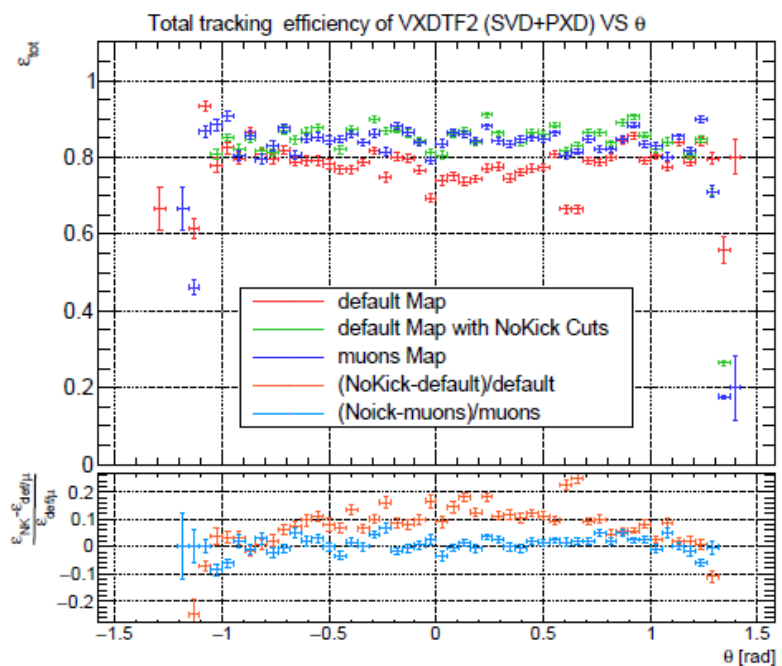 Total tracking efficiency of VXDTF2 (SVD+PXD) VS θ
ε_tot
1
0.8
0.6
0.4
0.2
0
default Map
default Map with NoKick Cuts
muons Map
(NoKick-default)/default
(Noick-muons)/muons
ε_NK-ε_def/μ
ε_def/μ
0.2
0.1
0
−0.1
−0.2
−1.5 −1 −0.5 0 0.5 1 1.5
θ [rad]